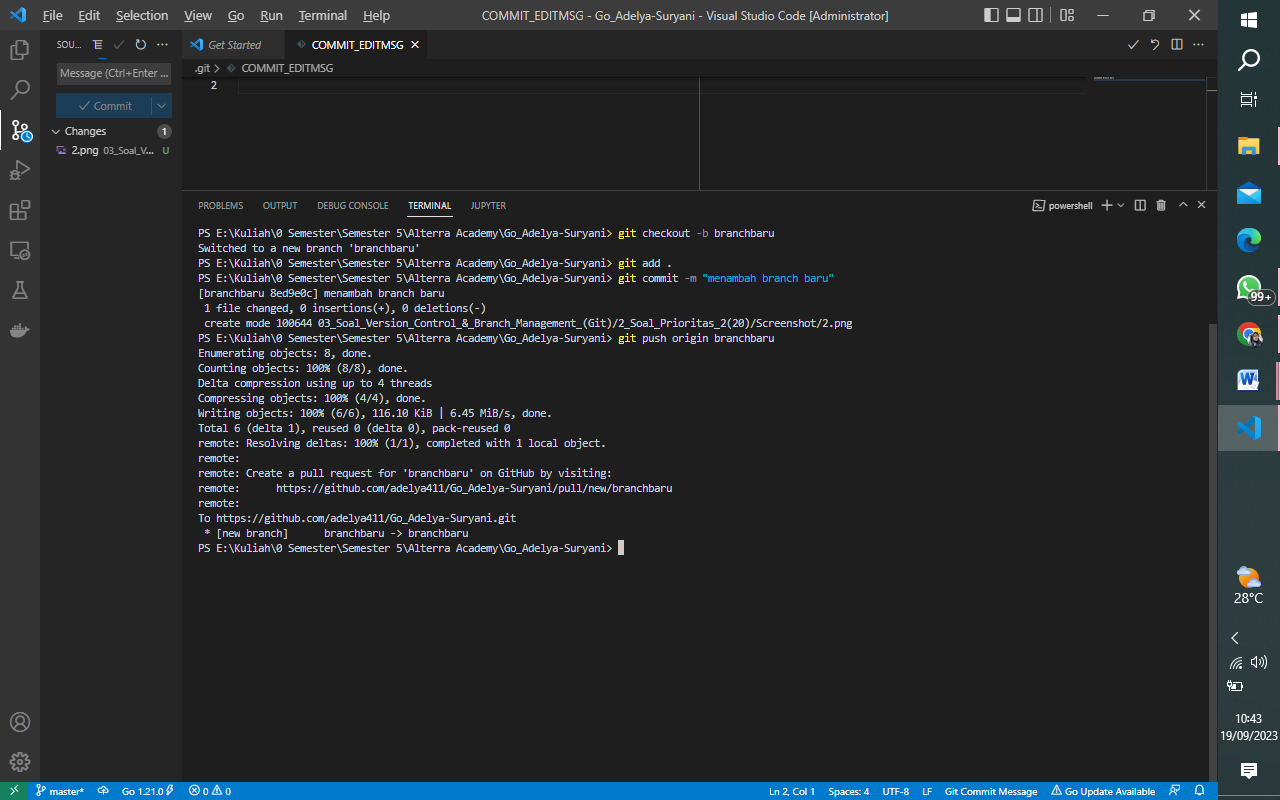 File Edit Selection View Go Run Terminal Help
COMMIT_EDITMSG - Go_Adelya-Suryani - Visual Studio Code [Administrator]
SOU...
Get Started
COMMIT_EDITMSG
.git > COMMIT_EDITMSG
2
Message (Ctrl+Enter ...
Commit
Changes 1
2.png 03_Soal_V... U
PROBLEMS OUTPUT DEBUG CONSOLE TERMINAL JUPYTER
powershell
PS E:\Kuliah\0 Semester\Semester 5\Alterra Academy\Go_Adelya-Suryani> git checkout -b branchbaru
Switched to a new branch 'branchbaru'
PS E:\Kuliah\0 Semester\Semester 5\Alterra Academy\Go_Adelya-Suryani> git add .
PS E:\Kuliah\0 Semester\Semester 5\Alterra Academy\Go_Adelya-Suryani> git commit -m "menambah branch baru"
[branchbaru 8ed9e0c] menambah branch baru
1 file changed, 0 insertions(+), 0 deletions(-)
create mode 100644 03_Soal_Version_Control_&_Branch_Management_(Git)/2_Soal_Prioritas_2(20)/Screenshot/2.png
PS E:\Kuliah\0 Semester\Semester 5\Alterra Academy\Go_Adelya-Suryani> git push origin branchbaru
Enumerating objects: 8, done.
Counting objects: 100% (8/8), done.
Delta compression using up to 4 threads
Compressing objects: 100% (4/4), done.
Writing objects: 100% (6/6), 116.10 KiB | 6.45 MiB/s, done.
Total 6 (delta 1), reused 0 (delta 0), pack-reused 0
remote: Resolving deltas: 100% (1/1), completed with 1 local object.
remote:
remote: Create a pull request for 'branchbaru' on GitHub by visiting:
remote: https://github.com/adelya411/Go_Adelya-Suryani/pull/new/branchbaru
remote:
To https://github.com/adelya411/Go_Adelya-Suryani.git
* [new branch] branchbaru -> branchbaru
PS E:\Kuliah\0 Semester\Semester 5\Alterra Academy\Go_Adelya-Suryani>
99+
28°C
10:43
19/09/2023
master* Go 1.21.0 0 0
Ln 2, Col 1 Spaces: 4 UTF-8 LF Git Commit Message Go Update Available